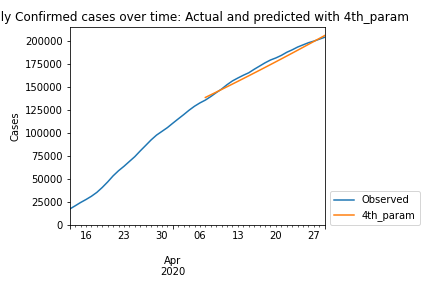 ly Confirmed cases over time: Actual and predicted with 4th_param
200000
175000
150000
125000
100000
75000
50000
25000
0
Cases
16 23 30 06 13 20 27
Apr
2020
Observed
4th_param